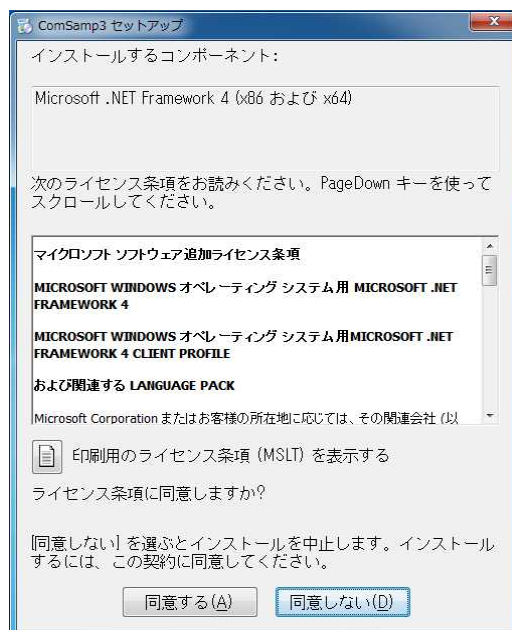 ComSamp3 セットアップ
インストールするコンポーネント:
Microsoft .NET Framework 4 (x86 および x64)
次のライセンス条項をお読みください。PageDown キーを使って
スクロールしてください。
マイクロソフト ソフトウェア追加ライセンス条項
MICROSOFT WINDOWS オペレーティング システム用 MICROSOFT .NET
FRAMEWORK 4
MICROSOFT WINDOWS オペレーティング システム用MICROSOFT .NET
FRAMEWORK 4 CLIENT PROFILE
および関連する LANGUAGE PACK
Microsoft Corporation またはお客様の所在地に応じては、その関連会社 (以
印刷用のライセンス条項 (MSLT) を表示する
ライセンス条項に同意しますか?
[同意しない] を選ぶとインストールを中止します。インストール
するには、この契約に同意してください。
同意する(A) 同意しない(D)